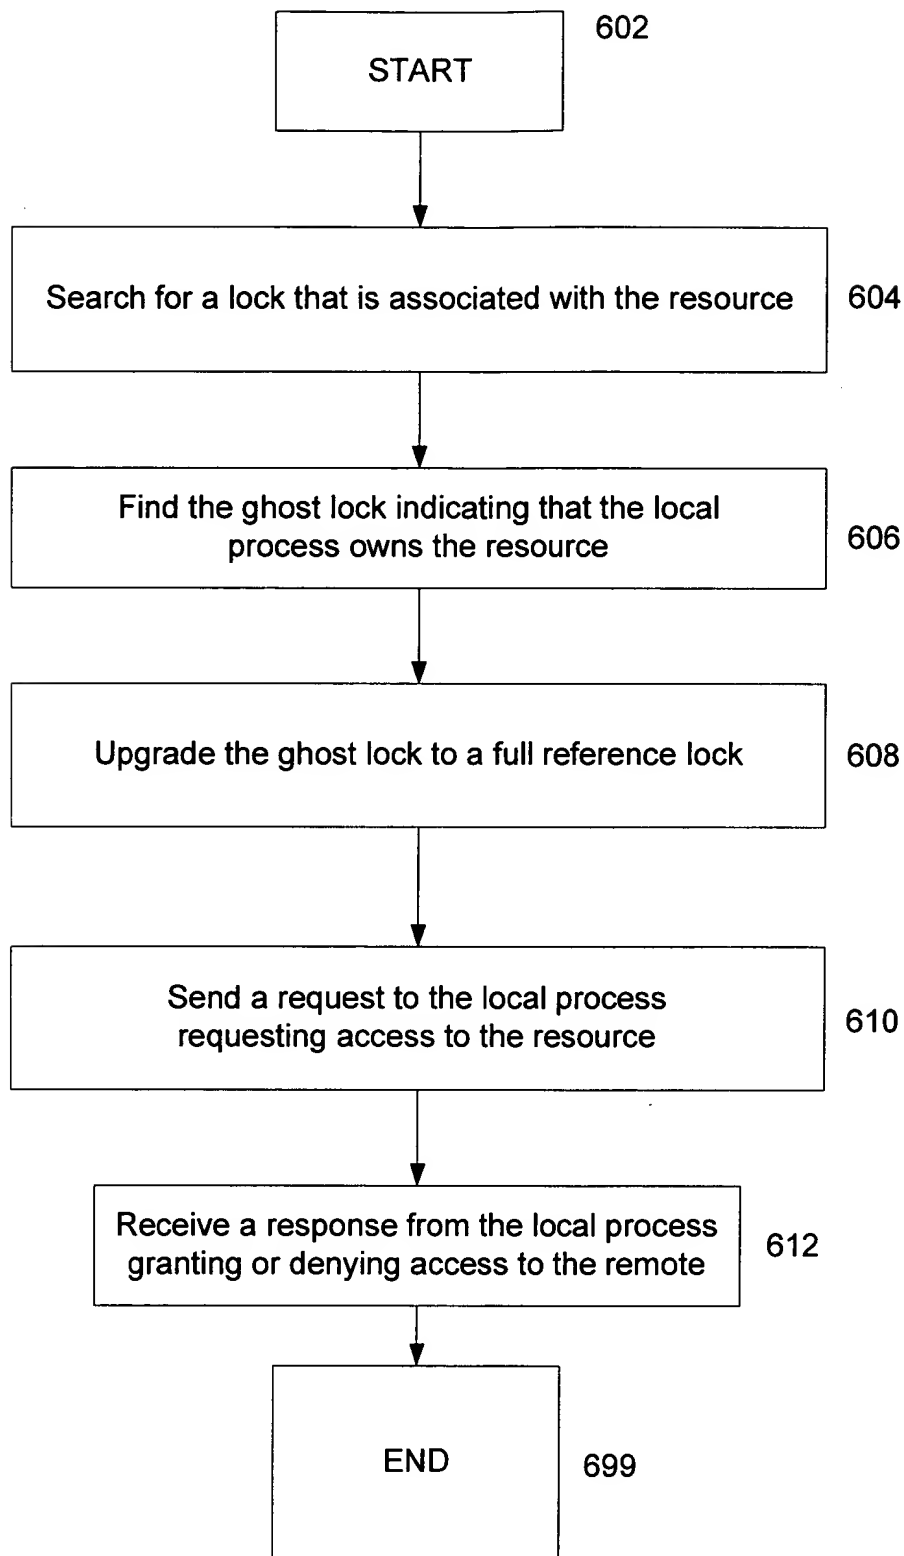 602
START
Search for a lock that is associated with the resource
604
Find the ghost lock indicating that the local
process owns the resource
606
Upgrade the ghost lock to a full reference lock
608
Send a request to the local process
requesting access to the resource
610
Receive a response from the local process
granting or denying access to the remote
612
END
699